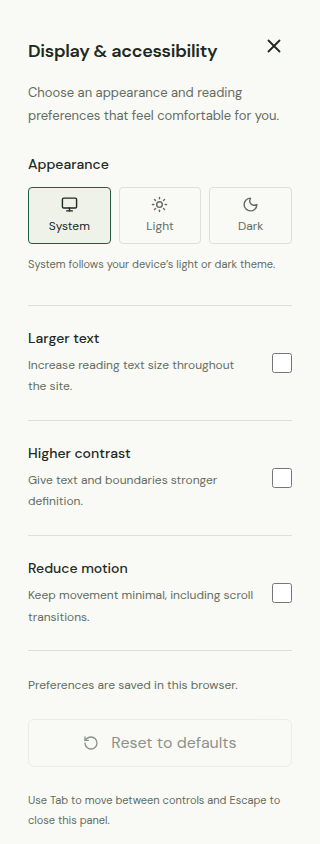 Display & accessibility
Choose an appearance and reading
preferences that feel comfortable for you.
Appearance
System
Light
Dark
System follows your device’s light or dark theme.
Larger text
Increase reading text size throughout
the site.
Higher contrast
Give text and boundaries stronger
definition.
Reduce motion
Keep movement minimal, including scroll
transitions.
Preferences are saved in this browser.
Reset to defaults
Use Tab to move between controls and Escape to
close this panel.